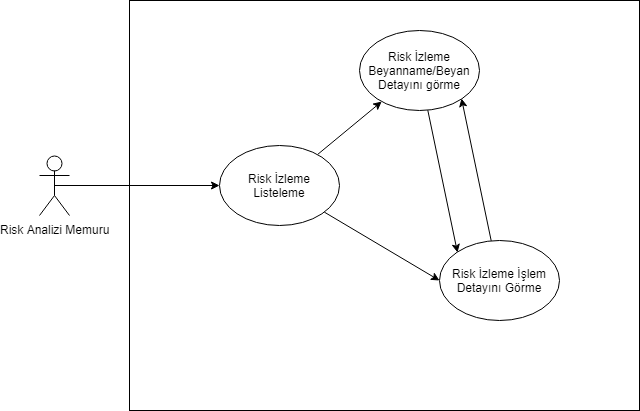 Risk İzleme
Beyanname/Beyan
Detayını görme
Risk İzleme
Listeleme
Risk Analizi Memuru
Risk İzleme İşlem
Detayını Görme